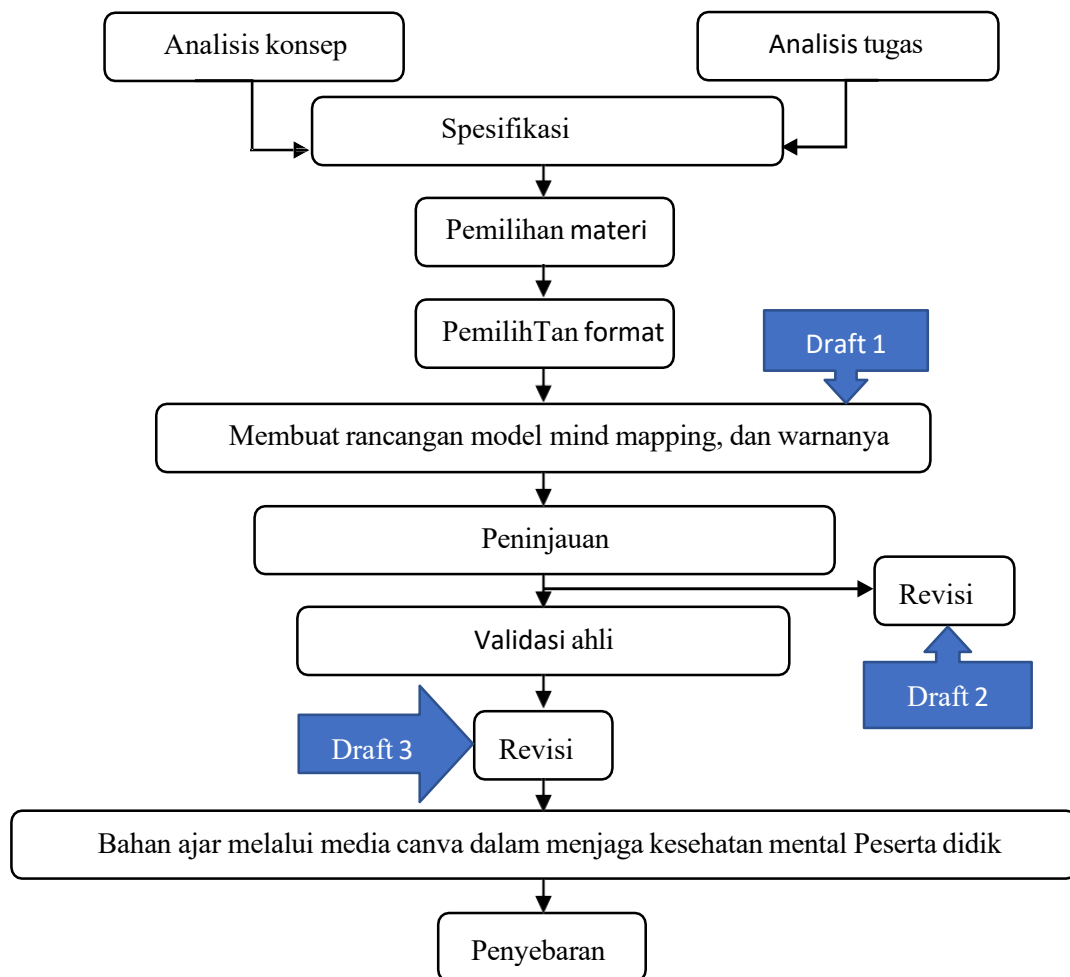 Analisis konsep
Analisis tugas
Spesifikasi
Pemilihan materi
PemilihTan format
Draft 1
Membuat rancangan model mind mapping, dan warnanya
Peninjauan
Revisi
Validasi ahli
Draft 2
Draft 3
Revisi
Bahan ajar melalui media canva dalam menjaga kesehatan mental Peserta didik
Penyebaran